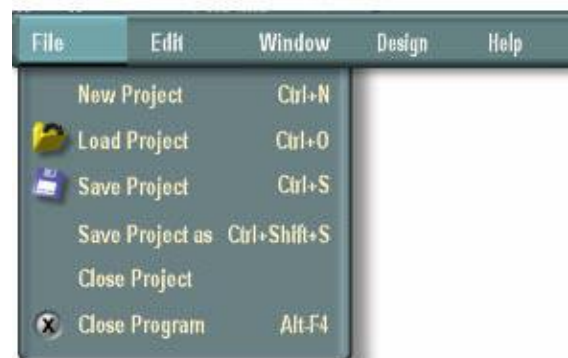 File Edit Window Design Help
New Project Ctrl+N
Load Project Ctrl+O
Save Project Ctrl+S
Save Project as Ctrl+Shift+S
Close Project
Close Program Alt-F4